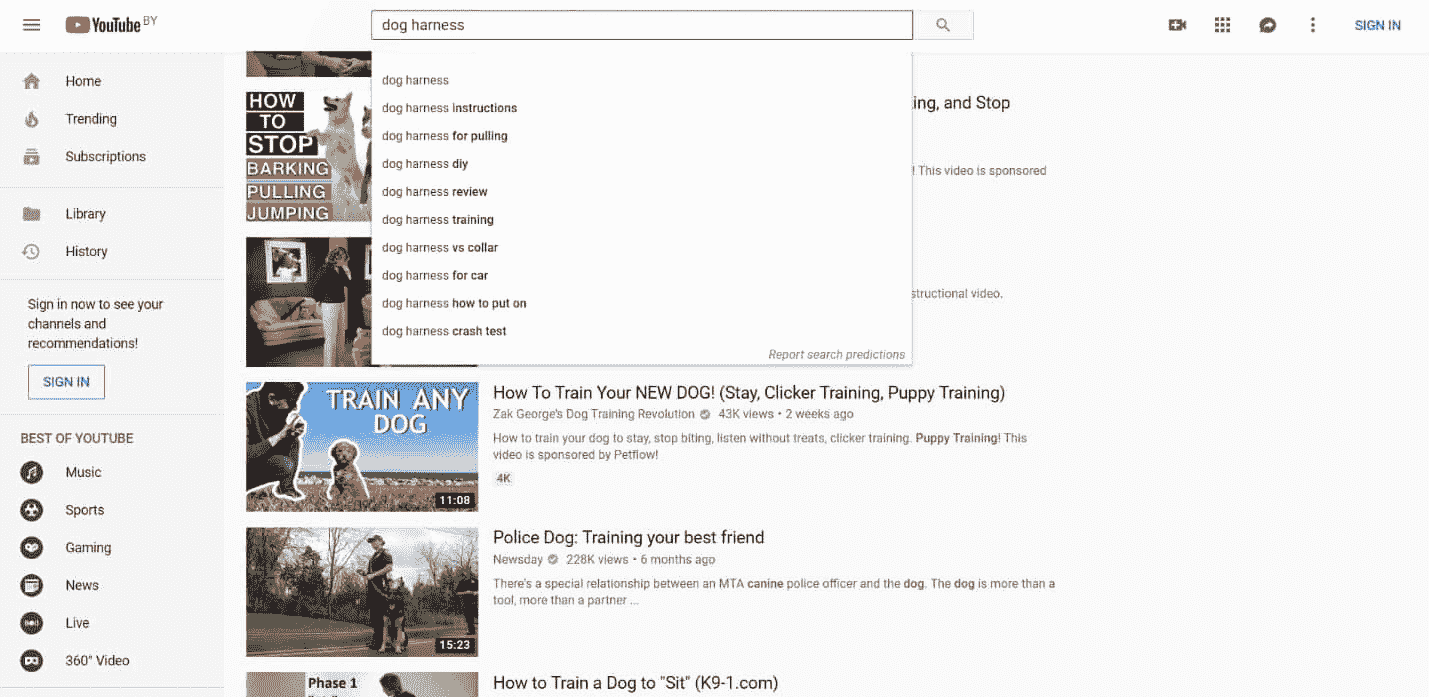 YouTube BY
dog harness
SIGN IN
Home
Trending
Subscriptions
Library
History
Sign in now to see your
channels and
recommendations!
SIGN IN
BEST OF YOUTUBE
Music
Sports
Gaming
News
Live
360° Video
dog harness
dog harness instructions
dog harness for pulling
dog harness diy
dog harness review
dog harness training
dog harness vs collar
dog harness for car
dog harness how to put on
dog harness crash test
Report search predictions
HOW
TO
STOP
BARKING
PULLING
JUMPING
ing, and Stop
! This video is sponsored
structional video.
TRAIN ANY
DOG
11:08
How To Train Your NEW DOG! (Stay, Clicker Training, Puppy Training)
Zak George's Dog Training Revolution 43K views • 2 weeks ago
How to train your dog to stay, stop biting, listen without treats, clicker training. Puppy Training! This
video is sponsored by Petflow!
4K
15:23
Police Dog: Training your best friend
Newsday 228K views • 6 months ago
There's a special relationship between an MTA canine police officer and the dog. The dog is more than a
tool, more than a partner ...
Phase 1
How to Train a Dog to "Sit" (K9-1.com)